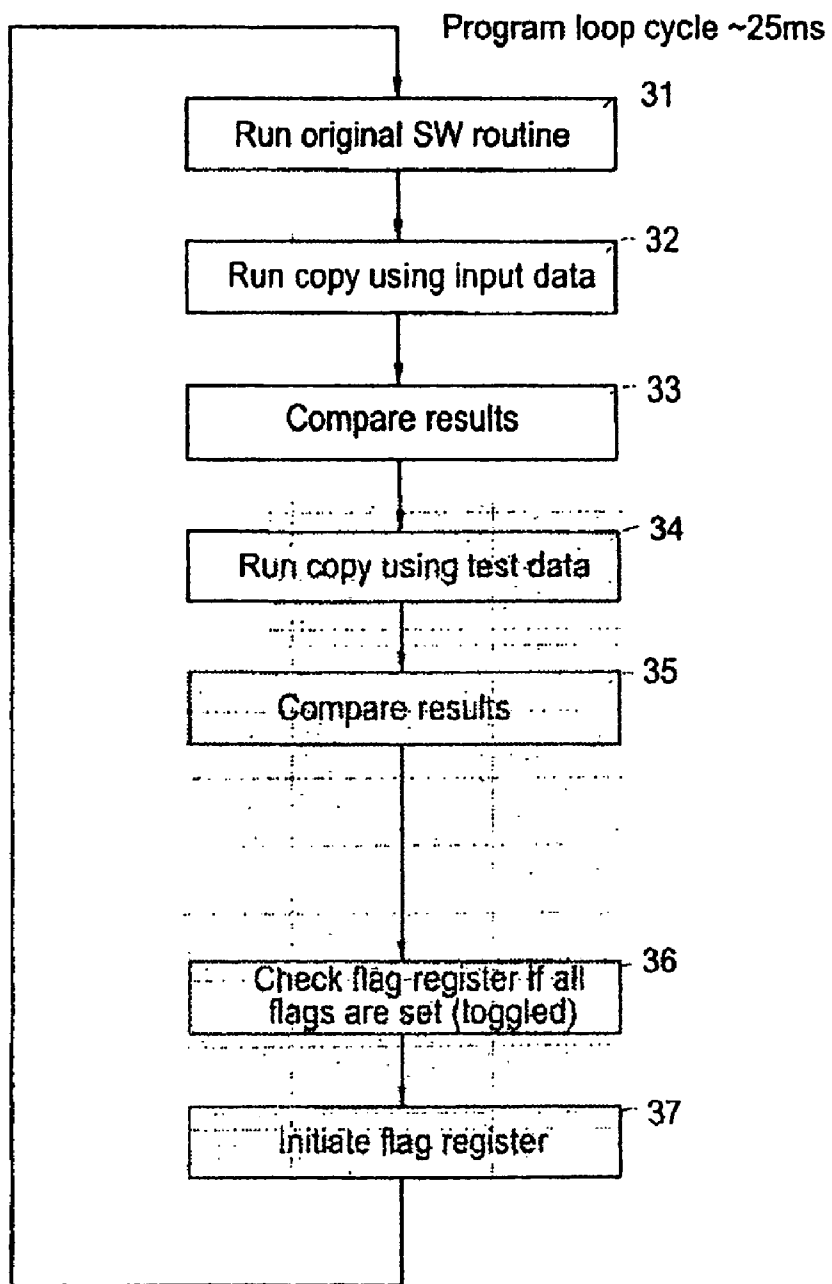 Program loop cycle ~25ms
31
Run original SW routine
32
Run copy using input data
33
Compare results
34
Run copy using test data
35
Compare results
36
Check flag register if all
flags are set (toggled)
37
Initiate flag register